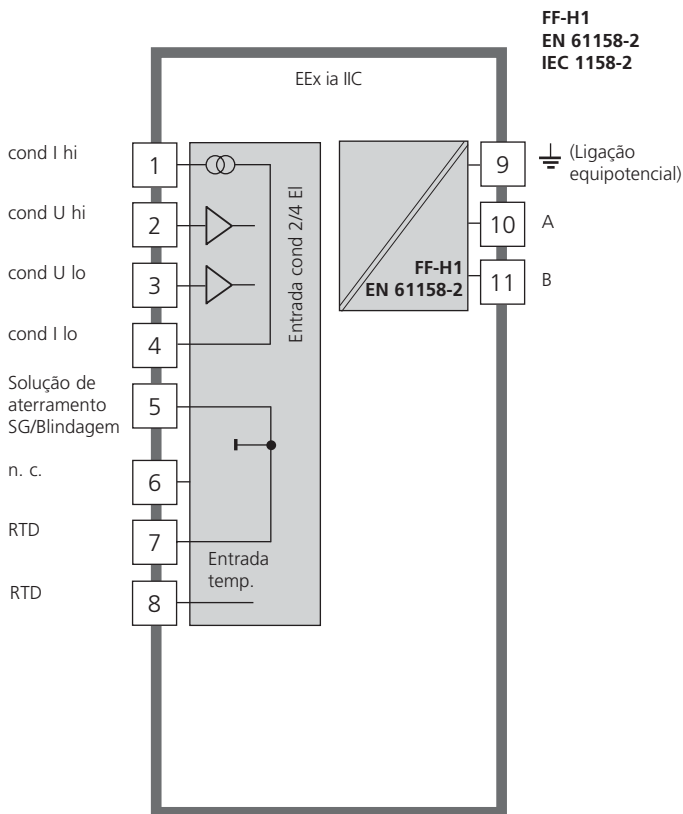 FF-H1
EN 61158-2
IEC 1158-2
EEx ia IIC
cond I hi
1
cond U hi
2
cond U lo
3
cond I lo
4
Solução de
aterramento
SG/Blindagem
5
n. c.
6
RTD
7
RTD
8
Entrada cond 2/4 El
Entrada
temp.
FF-H1
EN 61158-2
9
(Ligação
equipotencial)
10
A
11
B